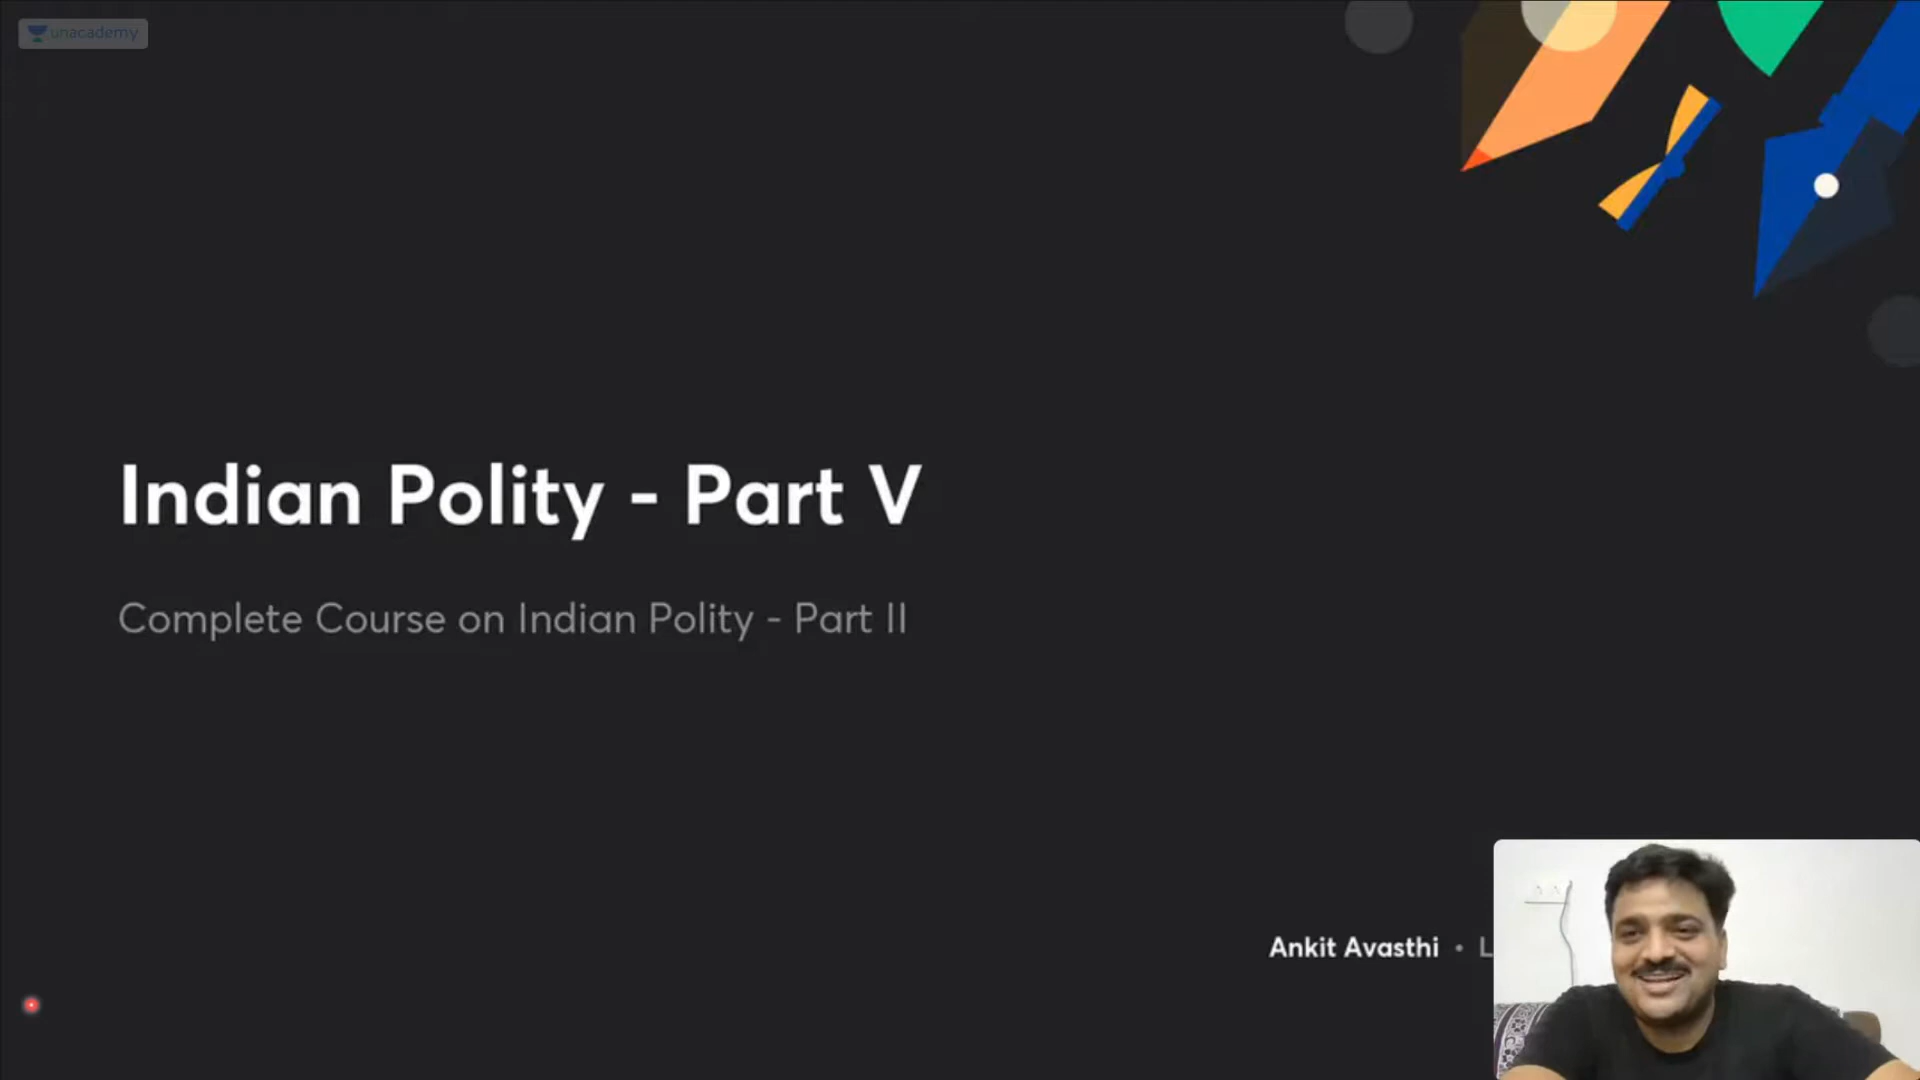 unacademy
Indian Polity - Part V
Complete Course on Indian Polity - Part II
Ankit Avasthi •